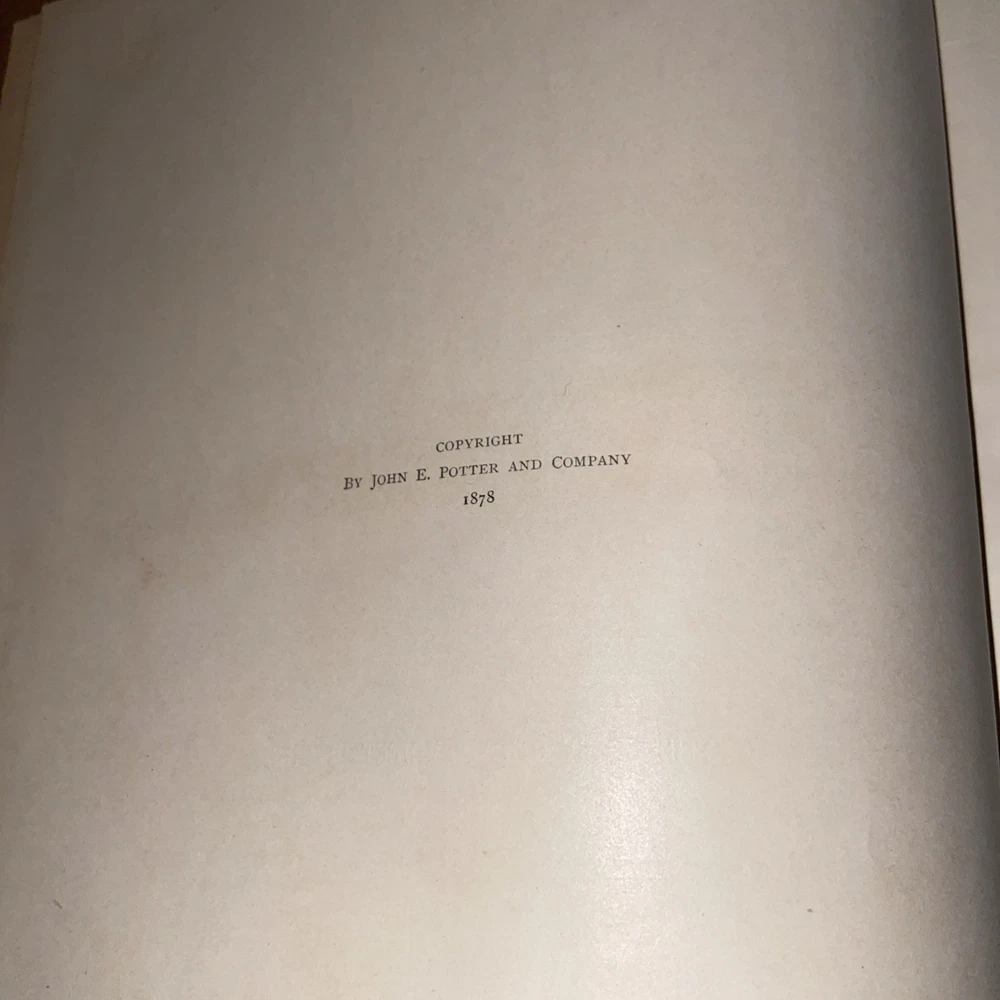 COPYRIGHT
BY JOHN E. POTTER AND COMPANY
1878